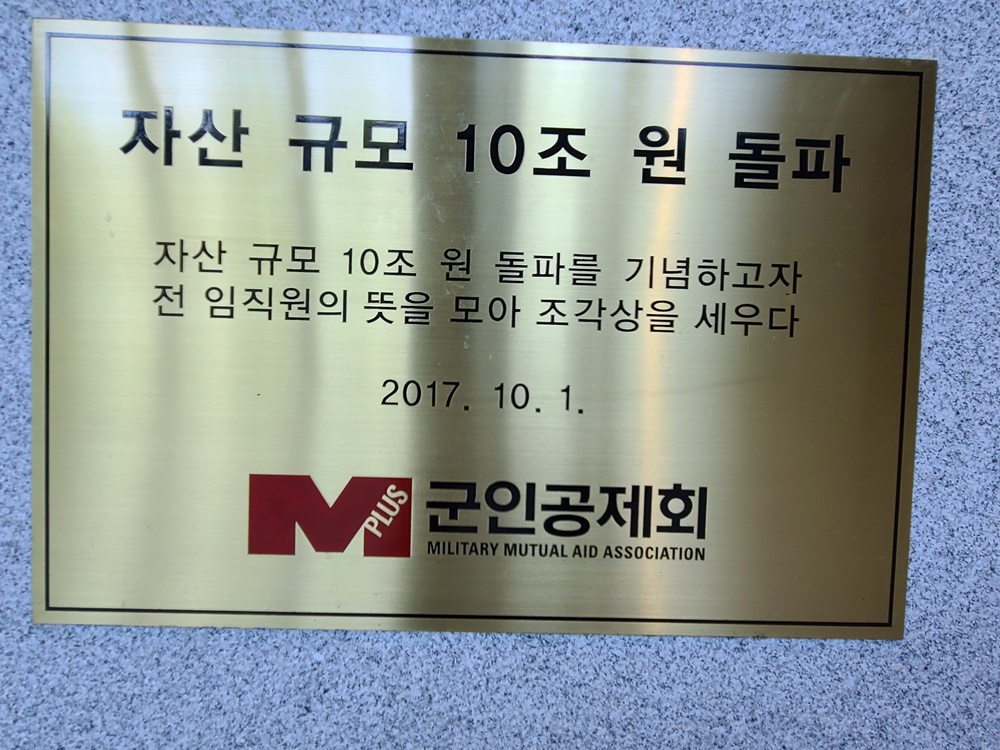 자산 규모 10조 원 돌파
자산 규모 10조 원 돌파를 기념하고자
전 임직원의 뜻을 모아 조각상을 세우다
2017. 10. 1.
M PLUS 군인공제회
MILITARY MUTUAL AID ASSOCIATION